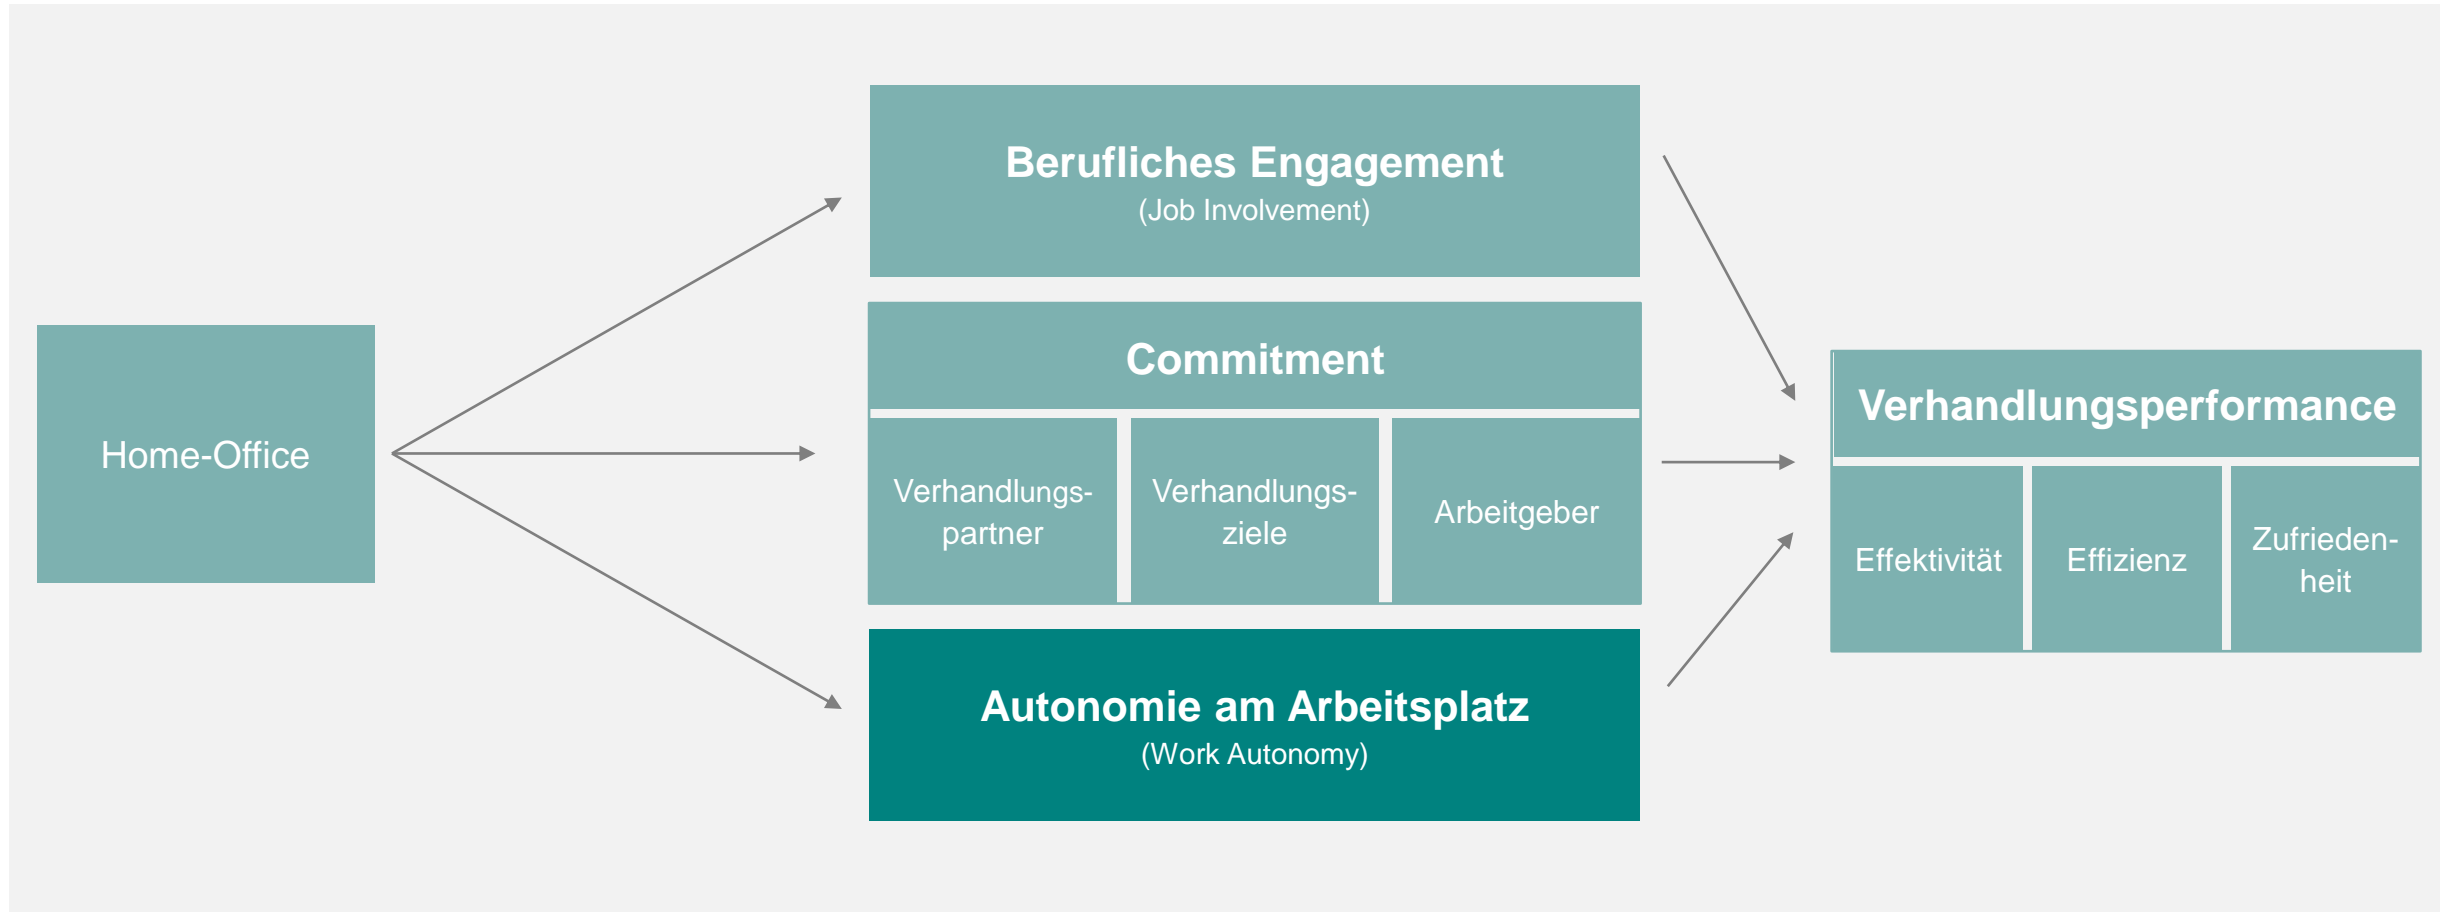 Home-Office
Berufliches Engagement
(Job Involvement)
Commitment
Verhandlungs-
partner
Verhandlungs-
ziele
Arbeitgeber
Autonomie am Arbeitsplatz
(Work Autonomy)
Verhandlungsperformance
Effektivität
Effizienz
Zufrieden-
heit